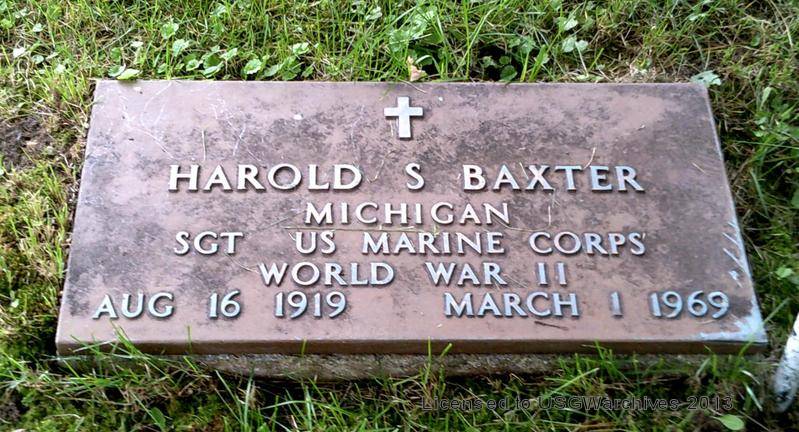 HAROLD S BAXTER
MICHIGAN
SGT US MARINE CORPS
WORLD WAR II
AUG 16 1919 MARCH 1 1969
Licensed to USGWarchives 2013